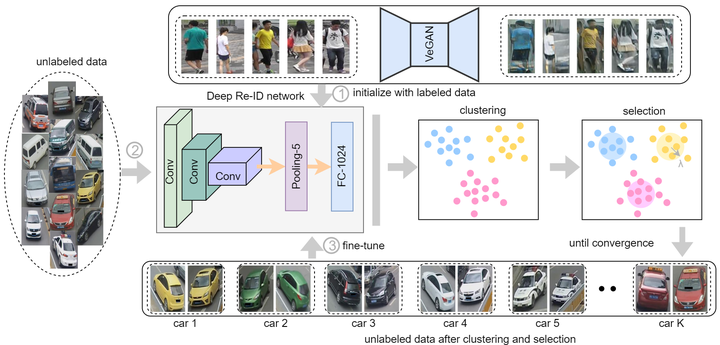 VeGAN
unlabeled data
Deep Re-ID network
1 initialize with labeled data
clustering
selection
2
Conv
Conv
Conv
Pooling-5
FC-1024
3 fine-tune
until convergence
car 1
car 2
car 3
car 4
car 5
car K
unlabeled data after clustering and selection